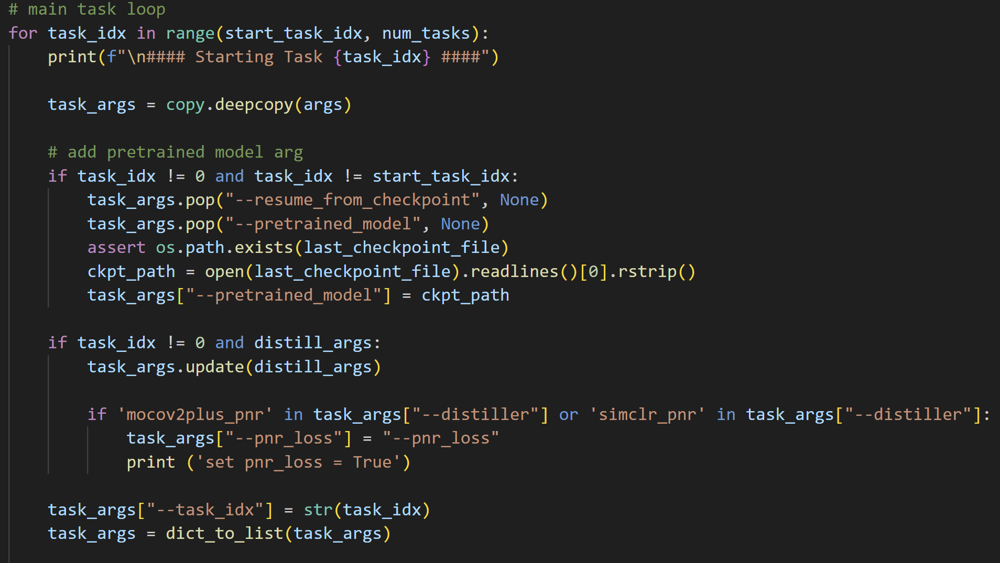 # main task loop
for task_idx in range(start_task_idx, num_tasks):
    print(f"\n#### Starting Task {task_idx} ####")
    task_args = copy.deepcopy(args)
    # add pretrained model arg
    if task_idx != 0 and task_idx != start_task_idx:
        task_args.pop("--resume_from_checkpoint", None)
        task_args.pop("--pretrained_model", None)
        assert os.path.exists(last_checkpoint_file)
        ckpt_path = open(last_checkpoint_file).readlines()[0].rstrip()
        task_args["--pretrained_model"] = ckpt_path
    if task_idx != 0 and distill_args:
        task_args.update(distill_args)
        if 'mocov2plus_pnr' in task_args["--distiller"] or 'simclr_pnr' in task_args["--distiller"]:
            task_args["--pnr_loss"] = "--pnr_loss"
            print ('set pnr_loss = True')
    task_args["--task_idx"] = str(task_idx)
    task_args = dict_to_list(task_args)